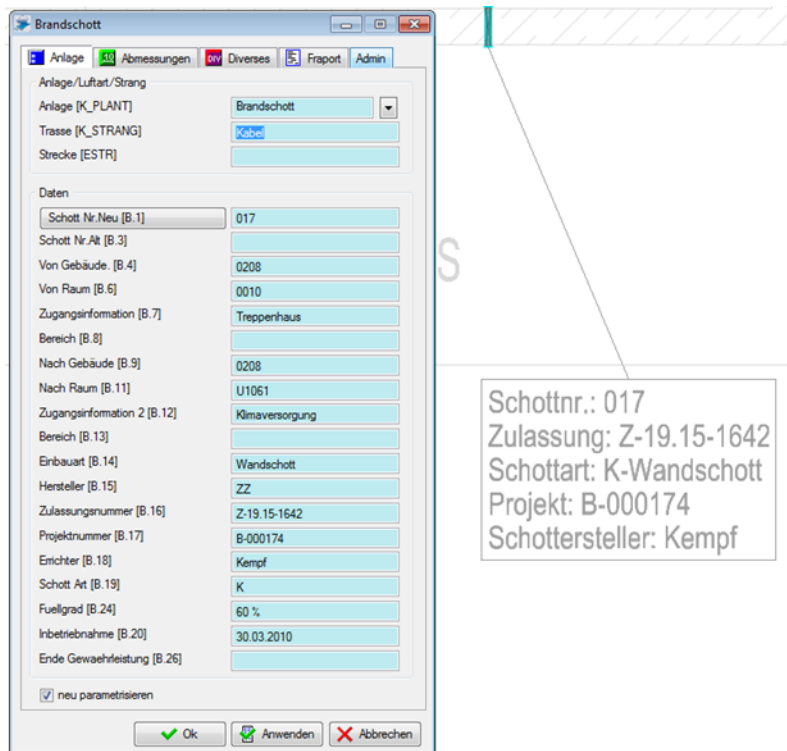 Brandschott
Anlage Abmessungen DIV Diverses Fraport Admin
Anlage/Luftart/Strang
Anlage [K_PLANT] Brandschott
Trasse [K_STRANG] Kabel
Strecke [ESTR]
Daten
Schott Nr.Neu [B.1] 017
Schott Nr.Alt [B.3]
Von Gebäude. [B.4] 0208
Von Raum [B.6] 0010
Zugangsinformation [B.7] Treppenhaus
Bereich [B.8]
Nach Gebäude [B.9] 0208
Nach Raum [B.11] U1061
Zugangsinformation 2 [B.12] Klimaversorgung
Bereich [B.13]
Einbauart [B.14] Wandschott
Hersteller [B.15] ZZ
Zulassungsnummer [B.16] Z-19.15-1642
Projektnummer [B.17] B-000174
Errichter [B.18] Kempf
Schott Art [B.19] K
Fuellgrad [B.24] 60 %
Inbetriebnahme [B.20] 30.03.2010
Ende Gewaehrleistung [B.26]
neu parametrisieren
Ok Anwenden Abbrechen
S
Schottnr.: 017
Zulassung: Z-19.15-1642
Schottart: K-Wandschott
Projekt: B-000174
Schottersteller: Kempf